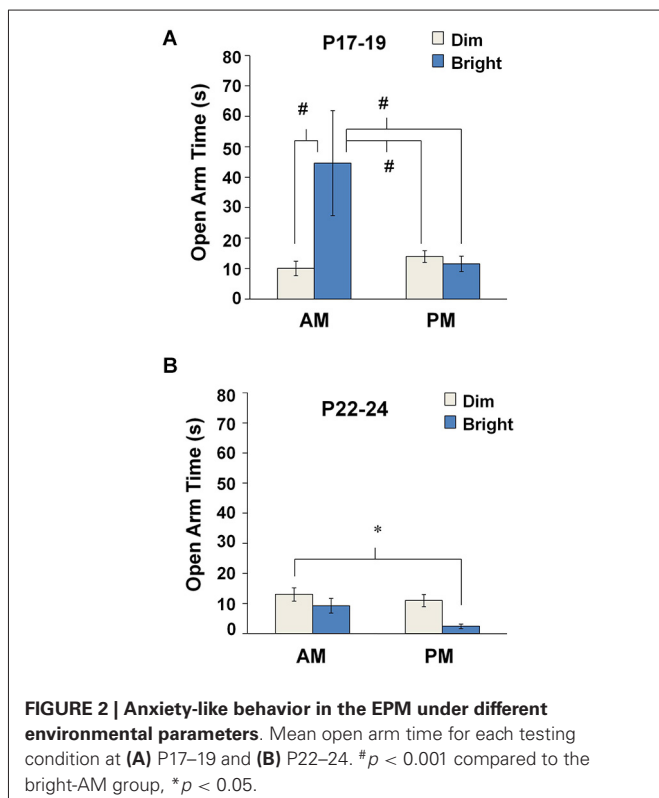 A
P17-19
Dim
Bright
Open Arm Time (s)
80
70
60
50
40
30
20
10
0
#
#
#
AM
PM
B
P22-24
Dim
Bright
Open Arm Time (s)
80
70
60
50
40
30
20
10
0
*
AM
PM
FIGURE 2 | Anxiety-like behavior in the EPM under different
environmental parameters. Mean open arm time for each testing
condition at (A) P17–19 and (B) P22–24. #p < 0.001 compared to the
bright-AM group, *p < 0.05.